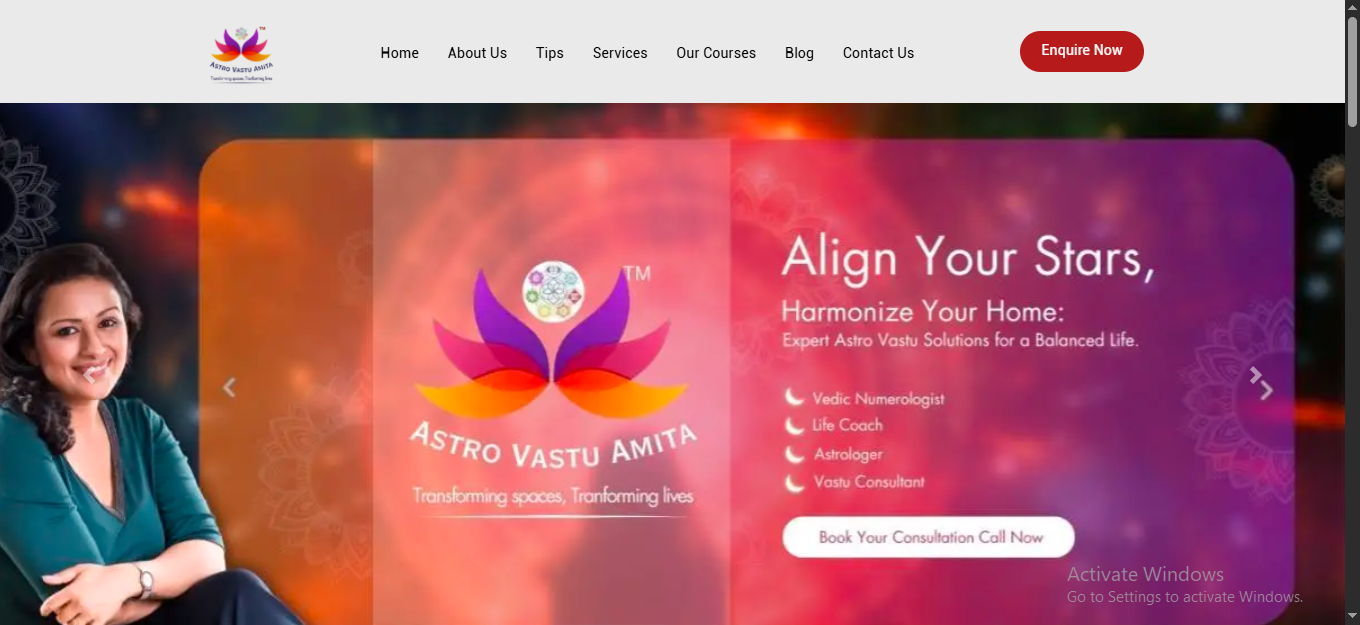 TM
ASTRO VASTU AMITA
Transforming spaces, Tranforming lives
Home
About Us
Tips
Services
Our Courses
Blog
Contact Us
Enquire Now
TM
ASTRO VASTU AMITA
Transforming spaces, Tranforming lives
Align Your Stars,
Harmonize Your Home:
Expert Astro Vastu Solutions for a Balanced Life.
Vedic Numerologist
Life Coach
Astrologer
Vastu Consultant
Book Your Consultation Call Now
Activate Windows
Go to Settings to activate Windows.